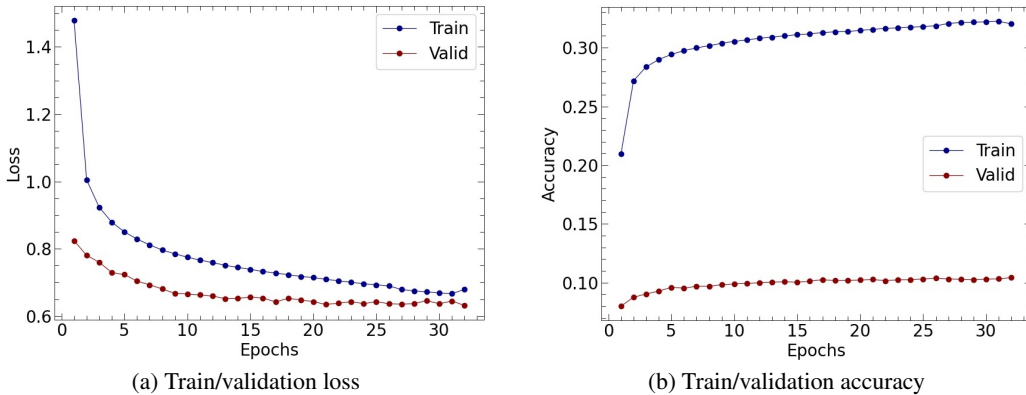 Train
Valid
Loss
1.4
1.2
1.0
0.8
0.6
0
5
10
15
20
25
30
Epochs
(a) Train/validation loss
Train
Valid
Accuracy
0.30
0.25
0.20
0.15
0.10
0
5
10
15
20
25
30
Epochs
(b) Train/validation accuracy